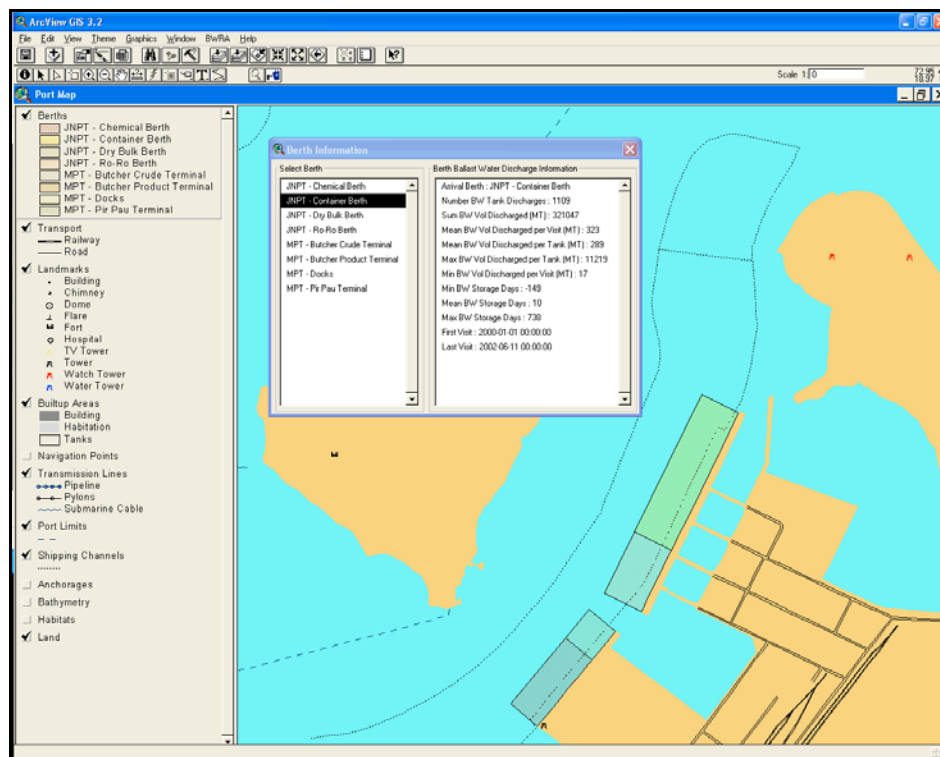 ArcView GIS 3.2
File Edit View Theme Graphics Window BWRA Help
Scale 1: 0
Port Map
Berths
JNPT - Chemical Berth
JNPT - Container Berth
JNPT - Dry Bulk Berth
JNPT - Ro-Ro Berth
MPT - Butcher Crude Terminal
MPT - Butcher Product Terminal
MPT - Docks
MPT - Pir Pau Terminal
Transport
Railway
Road
Landmarks
Building
Chimney
Dome
Flare
Fort
Hospital
TV Tower
Tower
Watch Tower
Water Tower
Builtup Areas
Building
Habitation
Tanks
Navigation Points
Transmission Lines
Pipeline
Pylons
Submarine Cable
Port Limits
Shipping Channels
Anchorages
Bathymetry
Habitats
Land
Berth Information
Select Berth
JNPT - Chemical Berth
JNPT - Container Berth
JNPT - Dry Bulk Berth
JNPT - Ro-Ro Berth
MPT - Butcher Crude Terminal
MPT - Butcher Product Terminal
MPT - Docks
MPT - Pir Pau Terminal
Berth Ballast Water Discharge Information
Arrival Berth : JNPT - Container Berth
Number BW Tank Discharges : 1109
Sum BW Vol Discharged (MT) : 321047
Mean BW Vol Discharged per Visit (MT) : 323
Mean BW Vol Discharged per Tank (MT) : 289
Max BW Vol Discharged per Tank (MT) : 11219
Min BW Vol Discharged per Visit (MT) : 17
Min BW Storage Days : -149
Mean BW Storage Days : 10
Max BW Storage Days : 738
First Visit : 2000-01-01 00:00:00
Last Visit : 2002-06-11 00:00:00